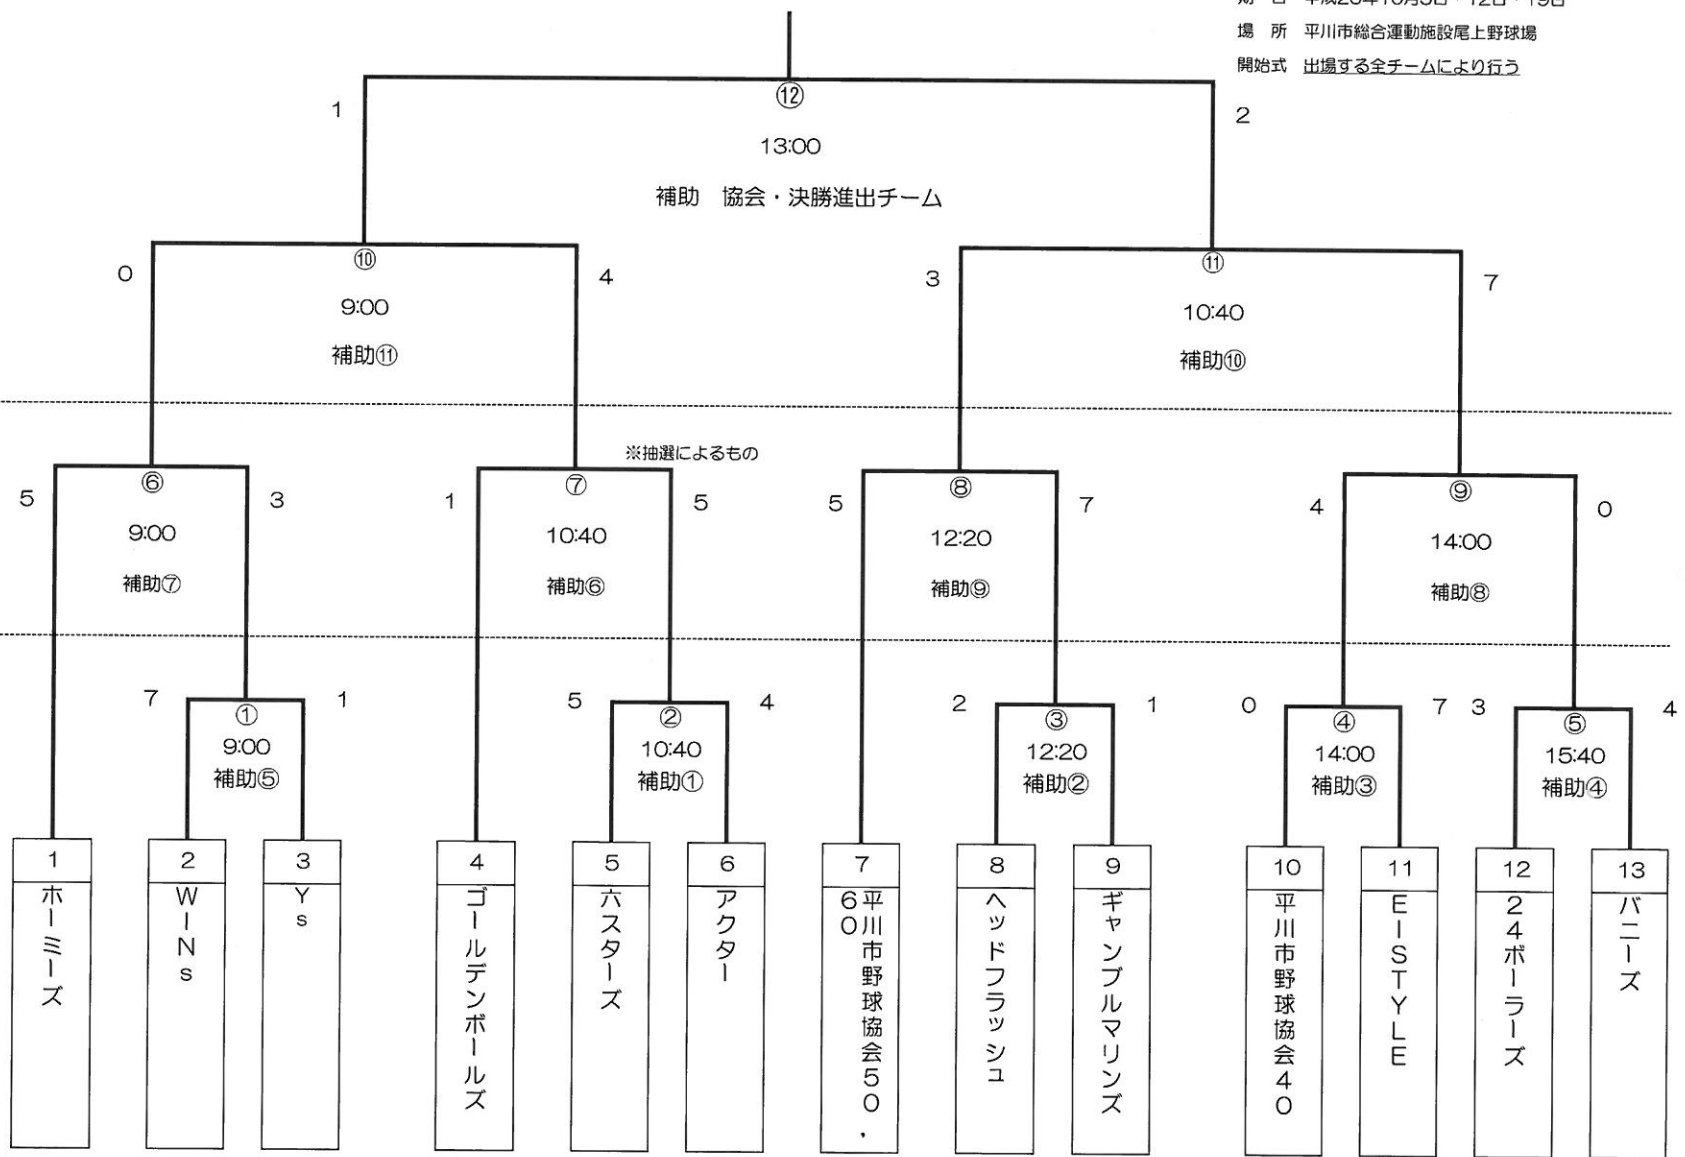 場　所　平川市総合運動施設尾上野球場
開始式　出場する全チームにより行う
⑫
1
2
13:00
補助　協会・決勝進出チーム
⑩
⑪
0
4
3
7
9:00
10:40
補助⑪
補助⑩
※抽選によるもの
⑥
⑦
⑧
⑨
5
3
1
5
5
7
4
0
9:00
10:40
12:20
14:00
補助⑦
補助⑥
補助⑨
補助⑧
7
1
5
4
2
1
0
7
3
4
①
②
③
④
⑤
9:00
10:40
12:20
14:00
15:40
補助⑤
補助①
補助②
補助③
補助④
1
ホーミーズ
2
WINs
3
Ys
4
ゴールデンボールズ
5
六スターズ
6
アクター
7
平川市野球協会50，
60
8
ヘッドフラッシュ
9
ギャンブルマリンズ
10
平川市野球協会40
11
EISTYLE
12
24ボーラーズ
13
バニーズ